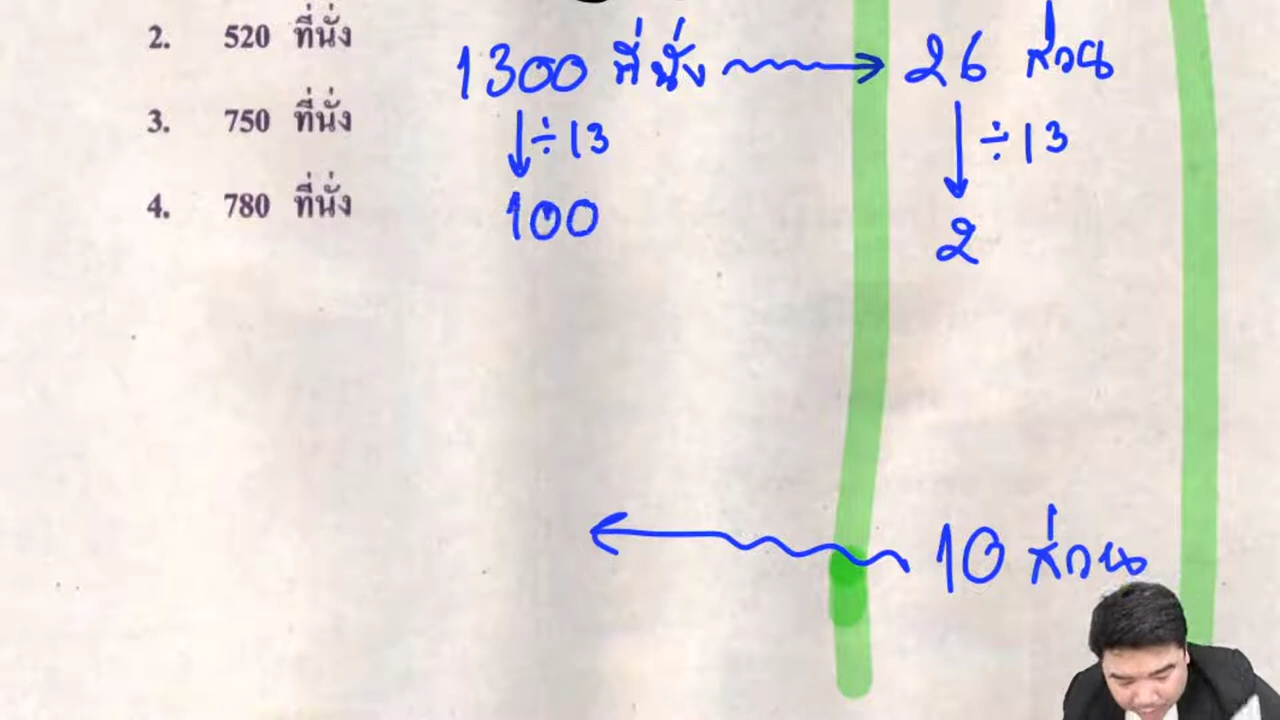 2. 520 ที่นั่ง
1300 ที่นั่ง 26 ส่วน
3. 750 ที่นั่ง
÷13 ÷13
4. 780 ที่นั่ง
100 2
10 ส่วน